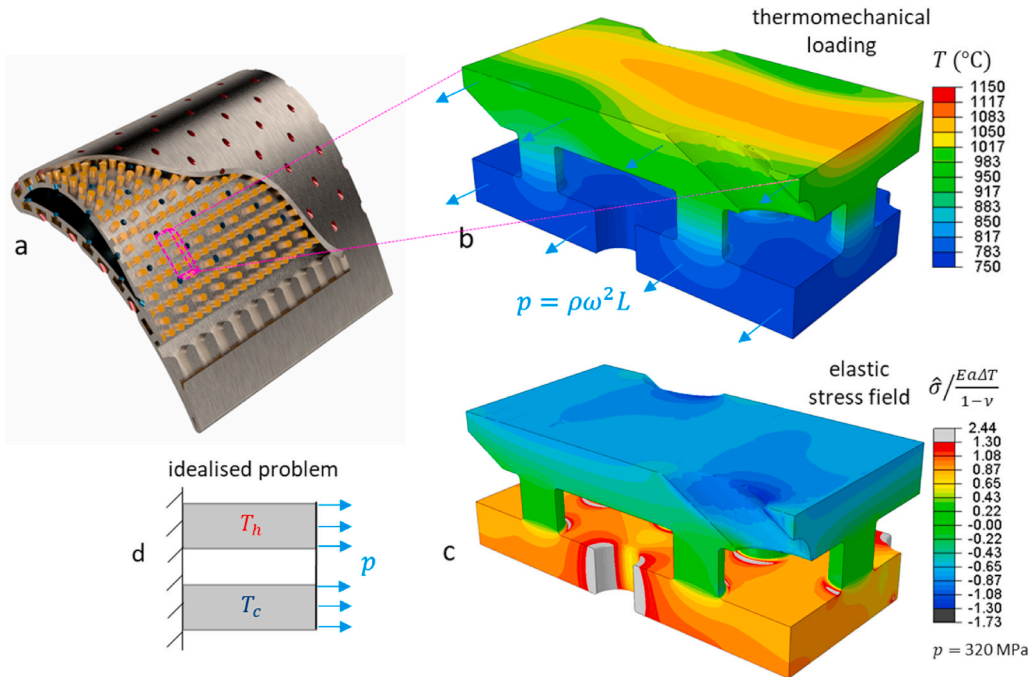 thermomechanical
loading
T (°C)
1150
1117
1083
1050
1017
983
950
917
883
850
817
783
750
a
b
p = ρω²L
elastic
stress field
σ̂/EaΔT/1−ν
2.44
1.30
1.08
0.87
0.65
0.43
0.22
-0.00
-0.22
-0.43
-0.65
-0.87
-1.08
-1.30
-1.73
p = 320 MPa
c
idealised problem
d
T_h
p
T_c